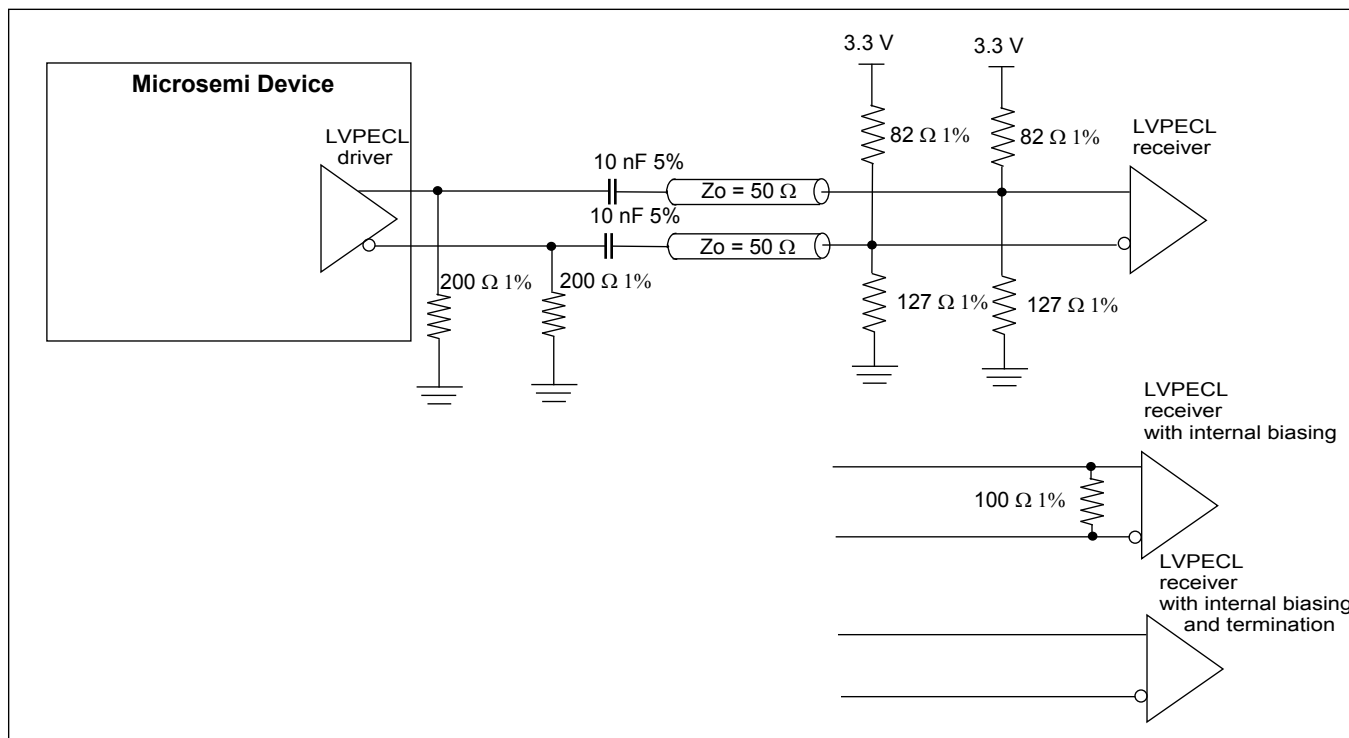 Microsemi Device
LVPECL
driver
10 nF 5%
Zo = 50 Ω
10 nF 5%
Zo = 50 Ω
200 Ω 1%
200 Ω 1%
3.3 V
3.3 V
82 Ω 1%
82 Ω 1%
127 Ω 1%
127 Ω 1%
LVPECL
receiver
LVPECL
receiver
with internal biasing
100 Ω 1%
LVPECL
receiver
with internal biasing
and termination